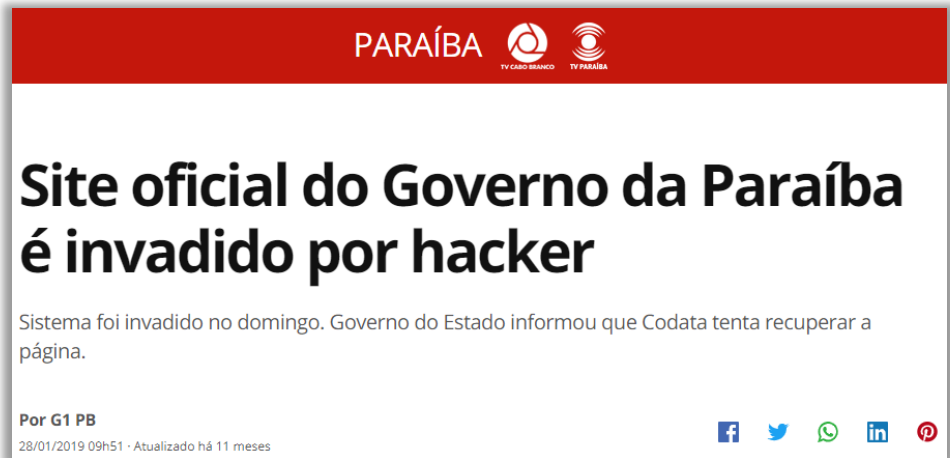 PARAÍBA
TV CABO BRANCO
TV PARAÍBA
Site oficial do Governo da Paraíba
é invadido por hacker
Sistema foi invadido no domingo. Governo do Estado informou que Codata tenta recuperar a
página.
Por G1 PB
28/01/2019 09h51 · Atualizado há 11 meses